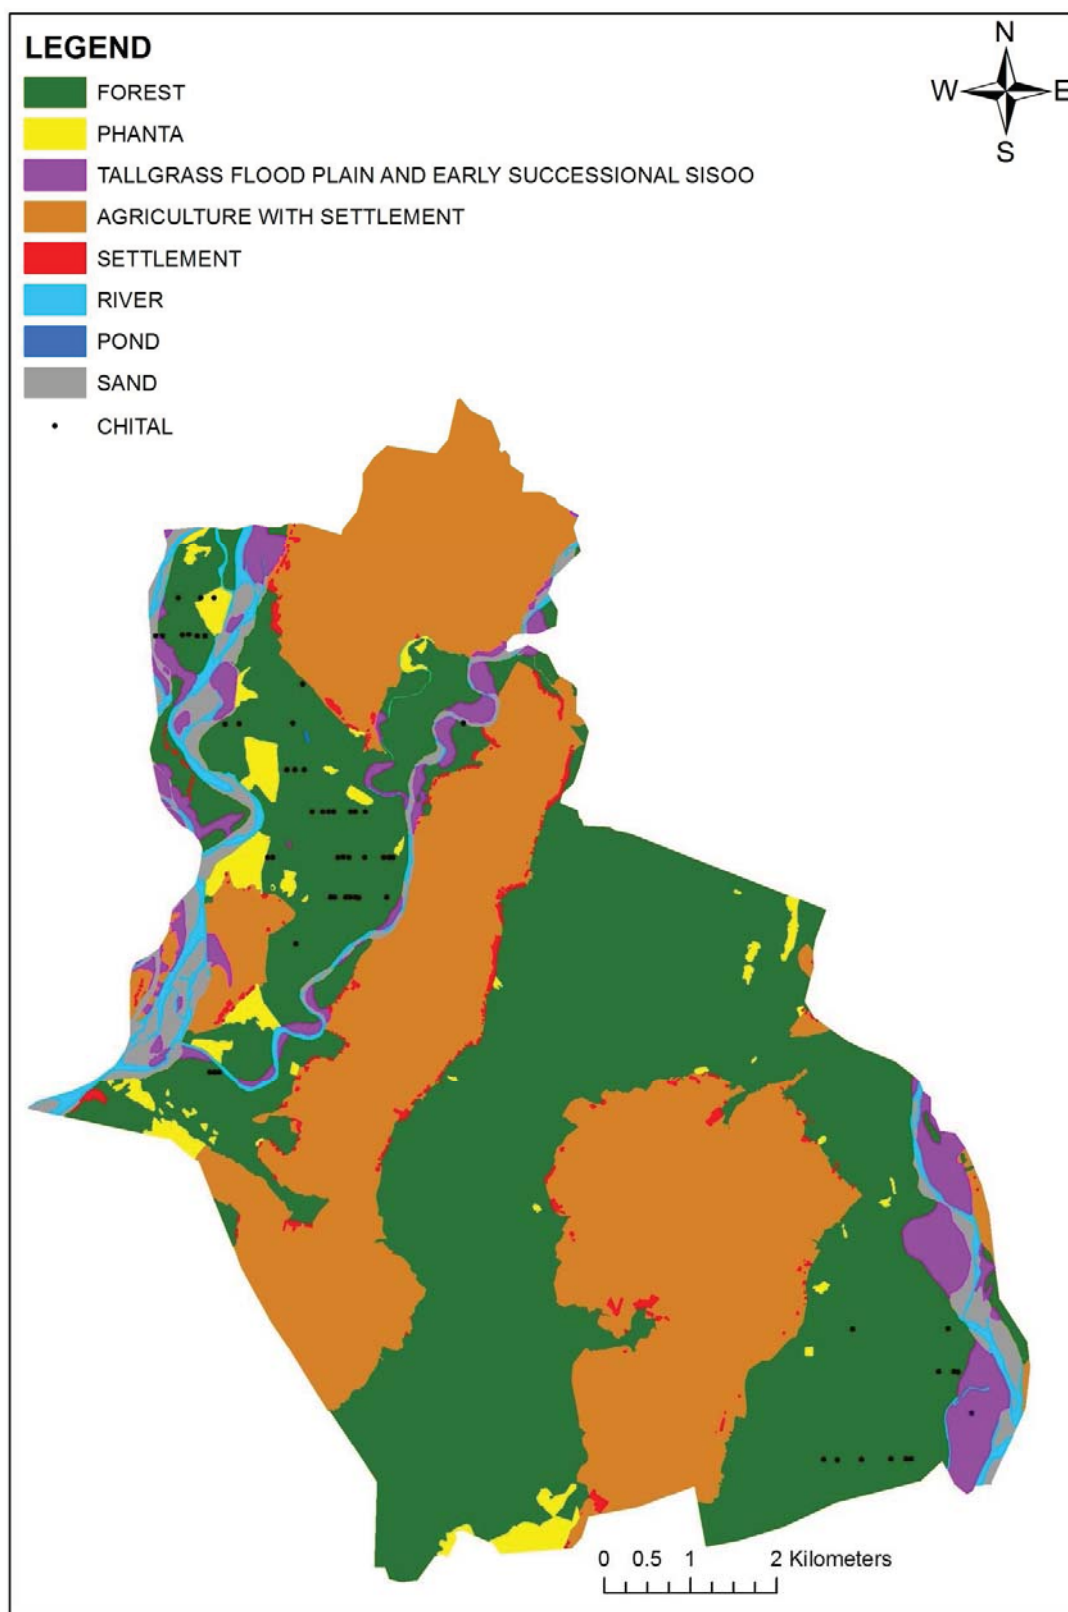 LEGEND
FOREST
PHANTA
TALLGRASS FLOOD PLAIN AND EARLY SUCCESSIONAL SISOO
AGRICULTURE WITH SETTLEMENT
SETTLEMENT
RIVER
POND
SAND
CHITAL
N
W E
S
0 0.5 1 2 Kilometers